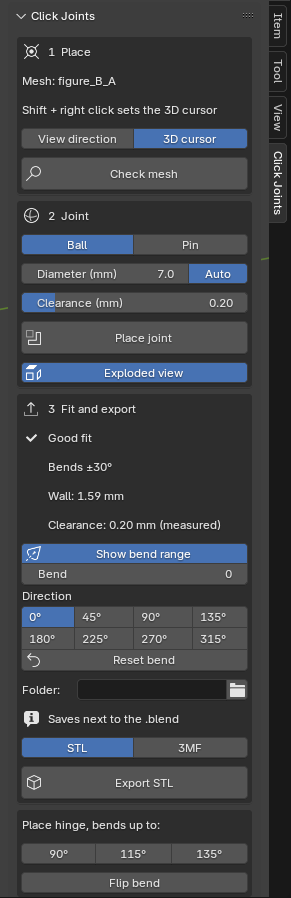 Click Joints
1 Place
Mesh: figure_B_A
Shift + right click sets the 3D cursor
View direction 3D cursor
Check mesh
2 Joint
Ball Pin
Diameter (mm) 7.0 Auto
Clearance (mm) 0.20
Place joint
Exploded view
3 Fit and export
Good fit
Bends ±30°
Wall: 1.59 mm
Clearance: 0.20 mm (measured)
Show bend range
Bend 0
Direction
0° 45° 90° 135°
180° 225° 270° 315°
Reset bend
Folder:
Saves next to the .blend
STL 3MF
Export STL
Place hinge, bends up to:
90° 115° 135°
Flip bend
Item
Tool
View
Click Joints